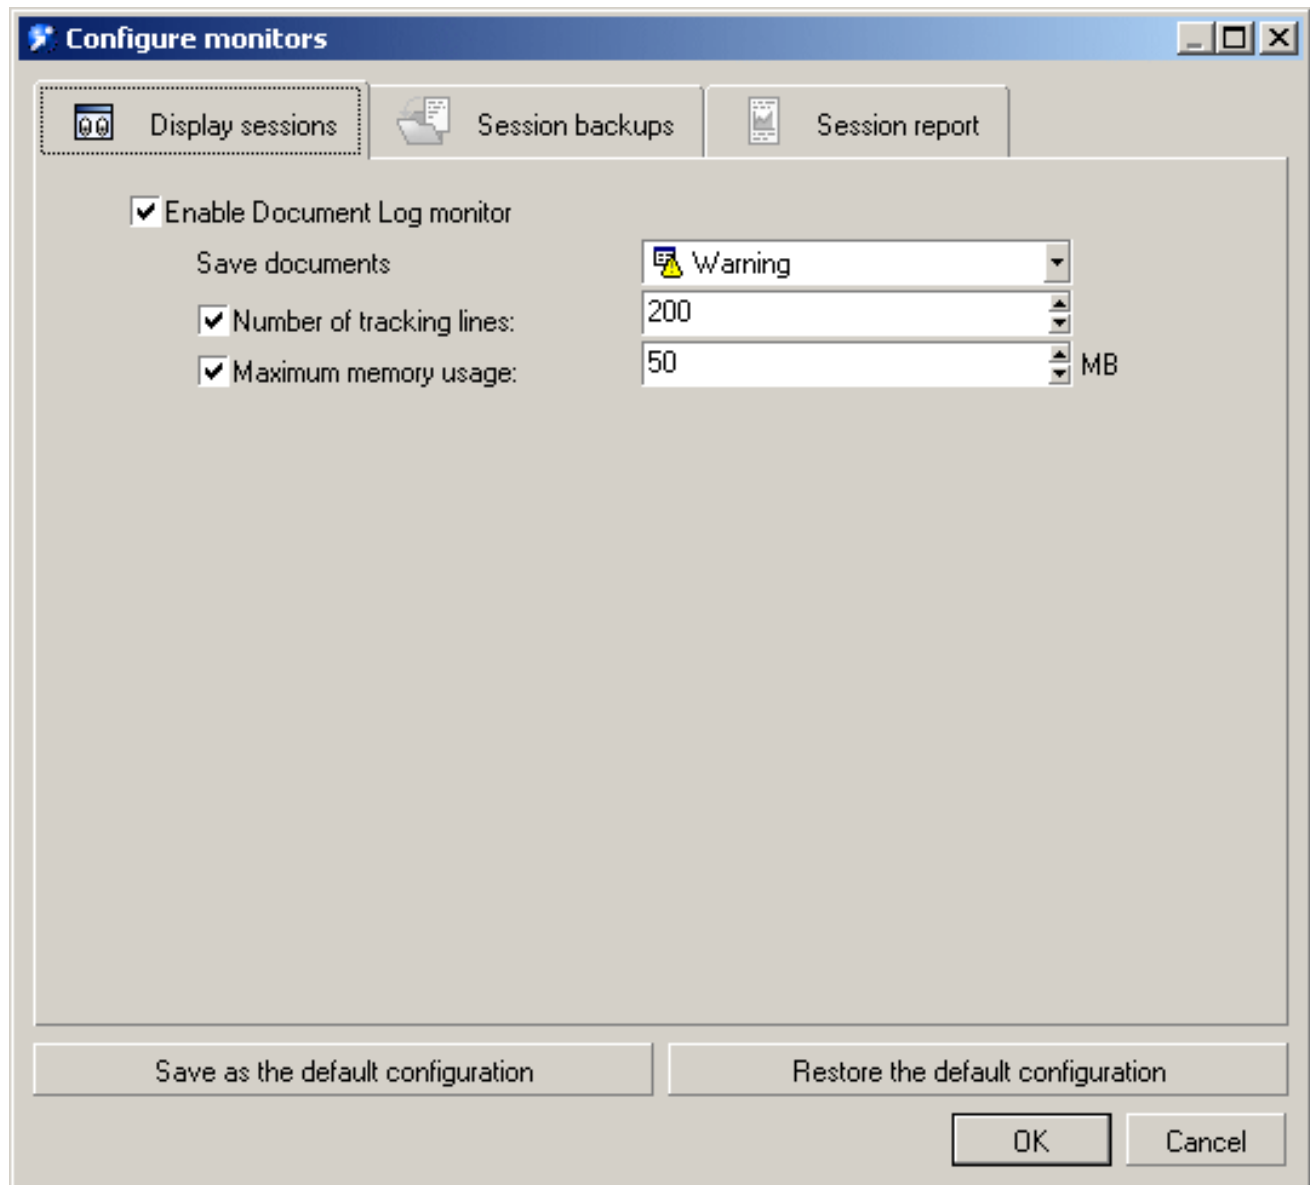 Configure monitors
Display sessions
Session backups
Session report
Enable Document Log monitor
Save documents
Warning
Number of tracking lines:
200
Maximum memory usage:
50
MB
Save as the default configuration
Restore the default configuration
OK
Cancel